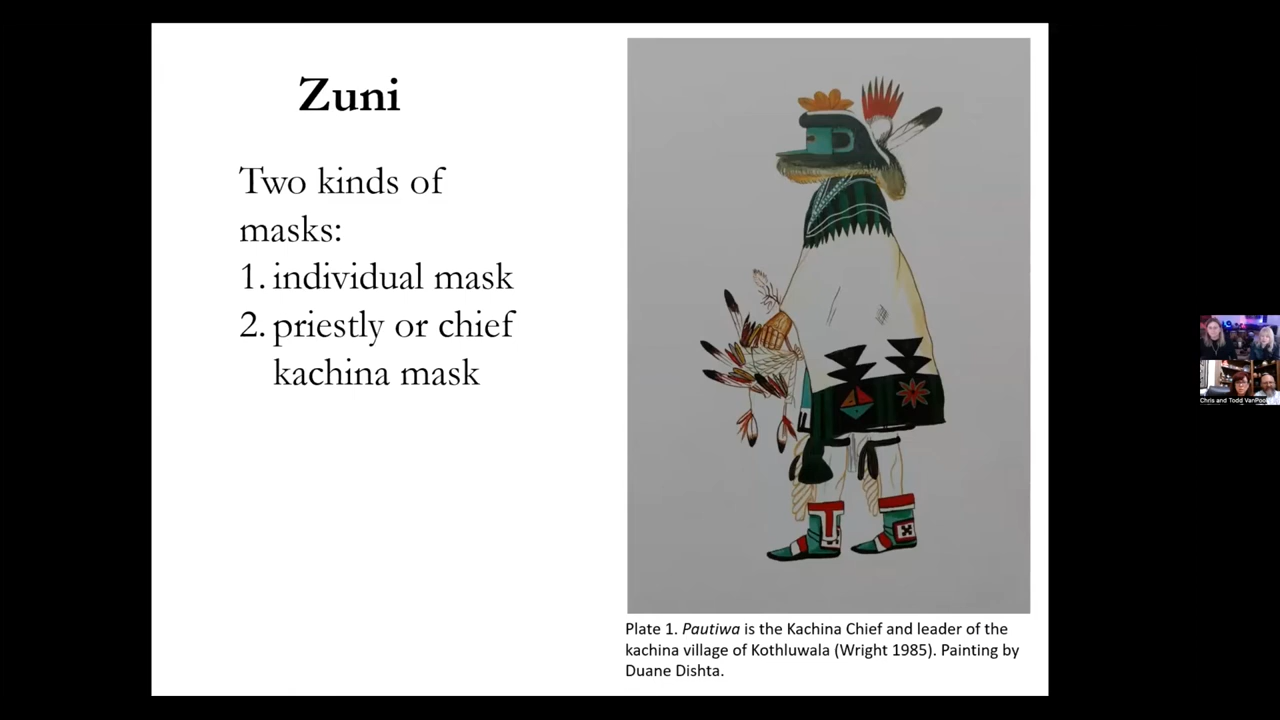 Zuni
Two kinds of
masks:
1. individual mask
2. priestly or chief
kachina mask
Plate 1. Pautiwa is the Kachina Chief and leader of the
kachina village of Kothluwala (Wright 1985). Painting by
Duane Dishta.
Chris and Todd VanPool